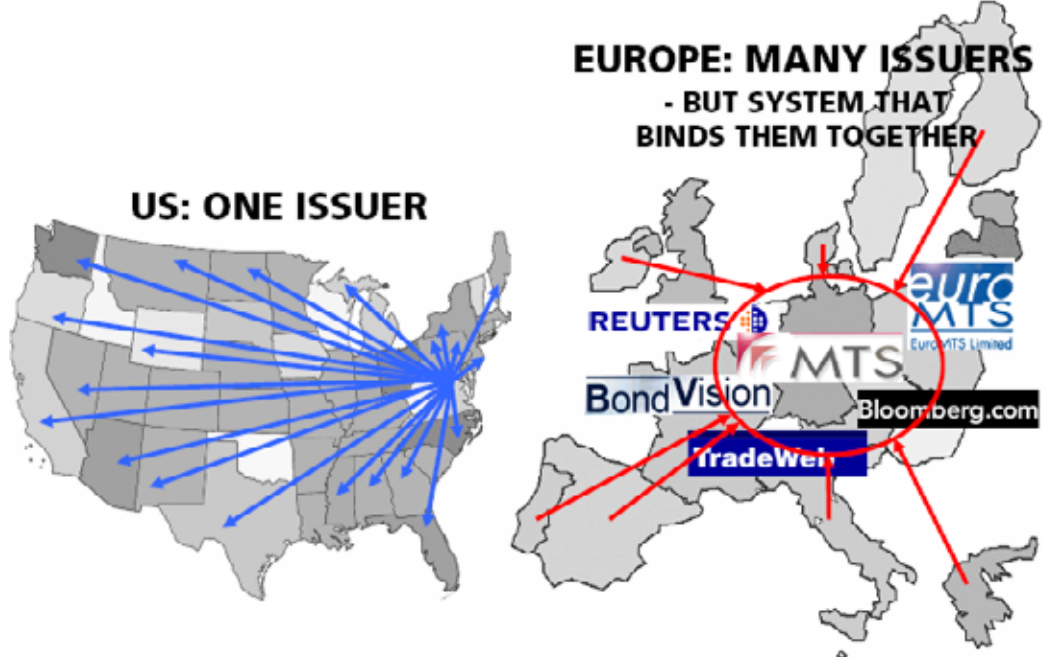 US: ONE ISSUER
EUROPE: MANY ISSUERS
- BUT SYSTEM THAT
BINDS THEM TOGETHER
euro
MTS
EuroMTS Limited
REUTERS
MTS
BondVision
Bloomberg.com
TradeWeb